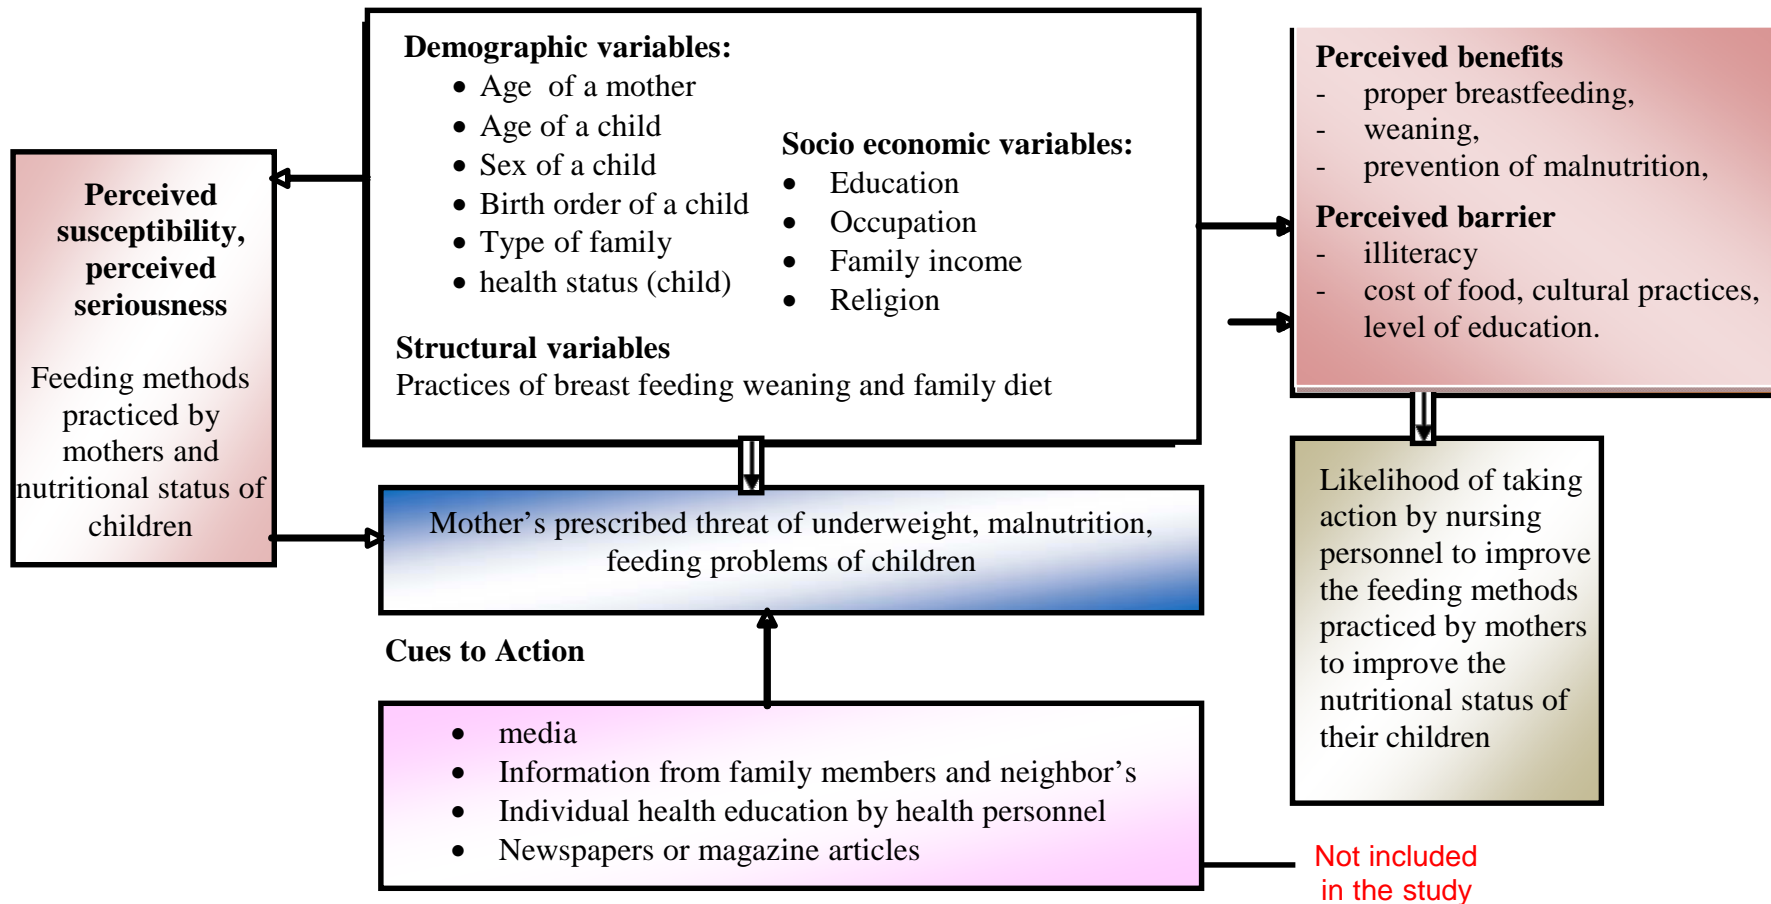 Demographic variables:
• Age  of a mother
• Age of a child
• Sex of a child
• Birth order of a child
• Type of family
• health status (child)
Socio economic variables:
• Education
• Occupation
• Family income
• Religion
Structural variables
Practices of breast feeding weaning and family diet
Perceived
susceptibility,
perceived
seriousness
Feeding methods
practiced by
mothers and
nutritional status of
children
Perceived benefits
- proper breastfeeding,
- weaning,
- prevention of malnutrition,
Perceived barrier
- illiteracy
- cost of food, cultural practices,
level of education.
Mother’s prescribed threat of underweight, malnutrition,
feeding problems of children
Likelihood of taking
action by nursing
personnel to improve
the feeding methods
practiced by mothers
to improve the
nutritional status of
their children
Cues to Action
• media
• Information from family members and neighbor’s
• Individual health education by health personnel
• Newspapers or magazine articles
Not included
in the study